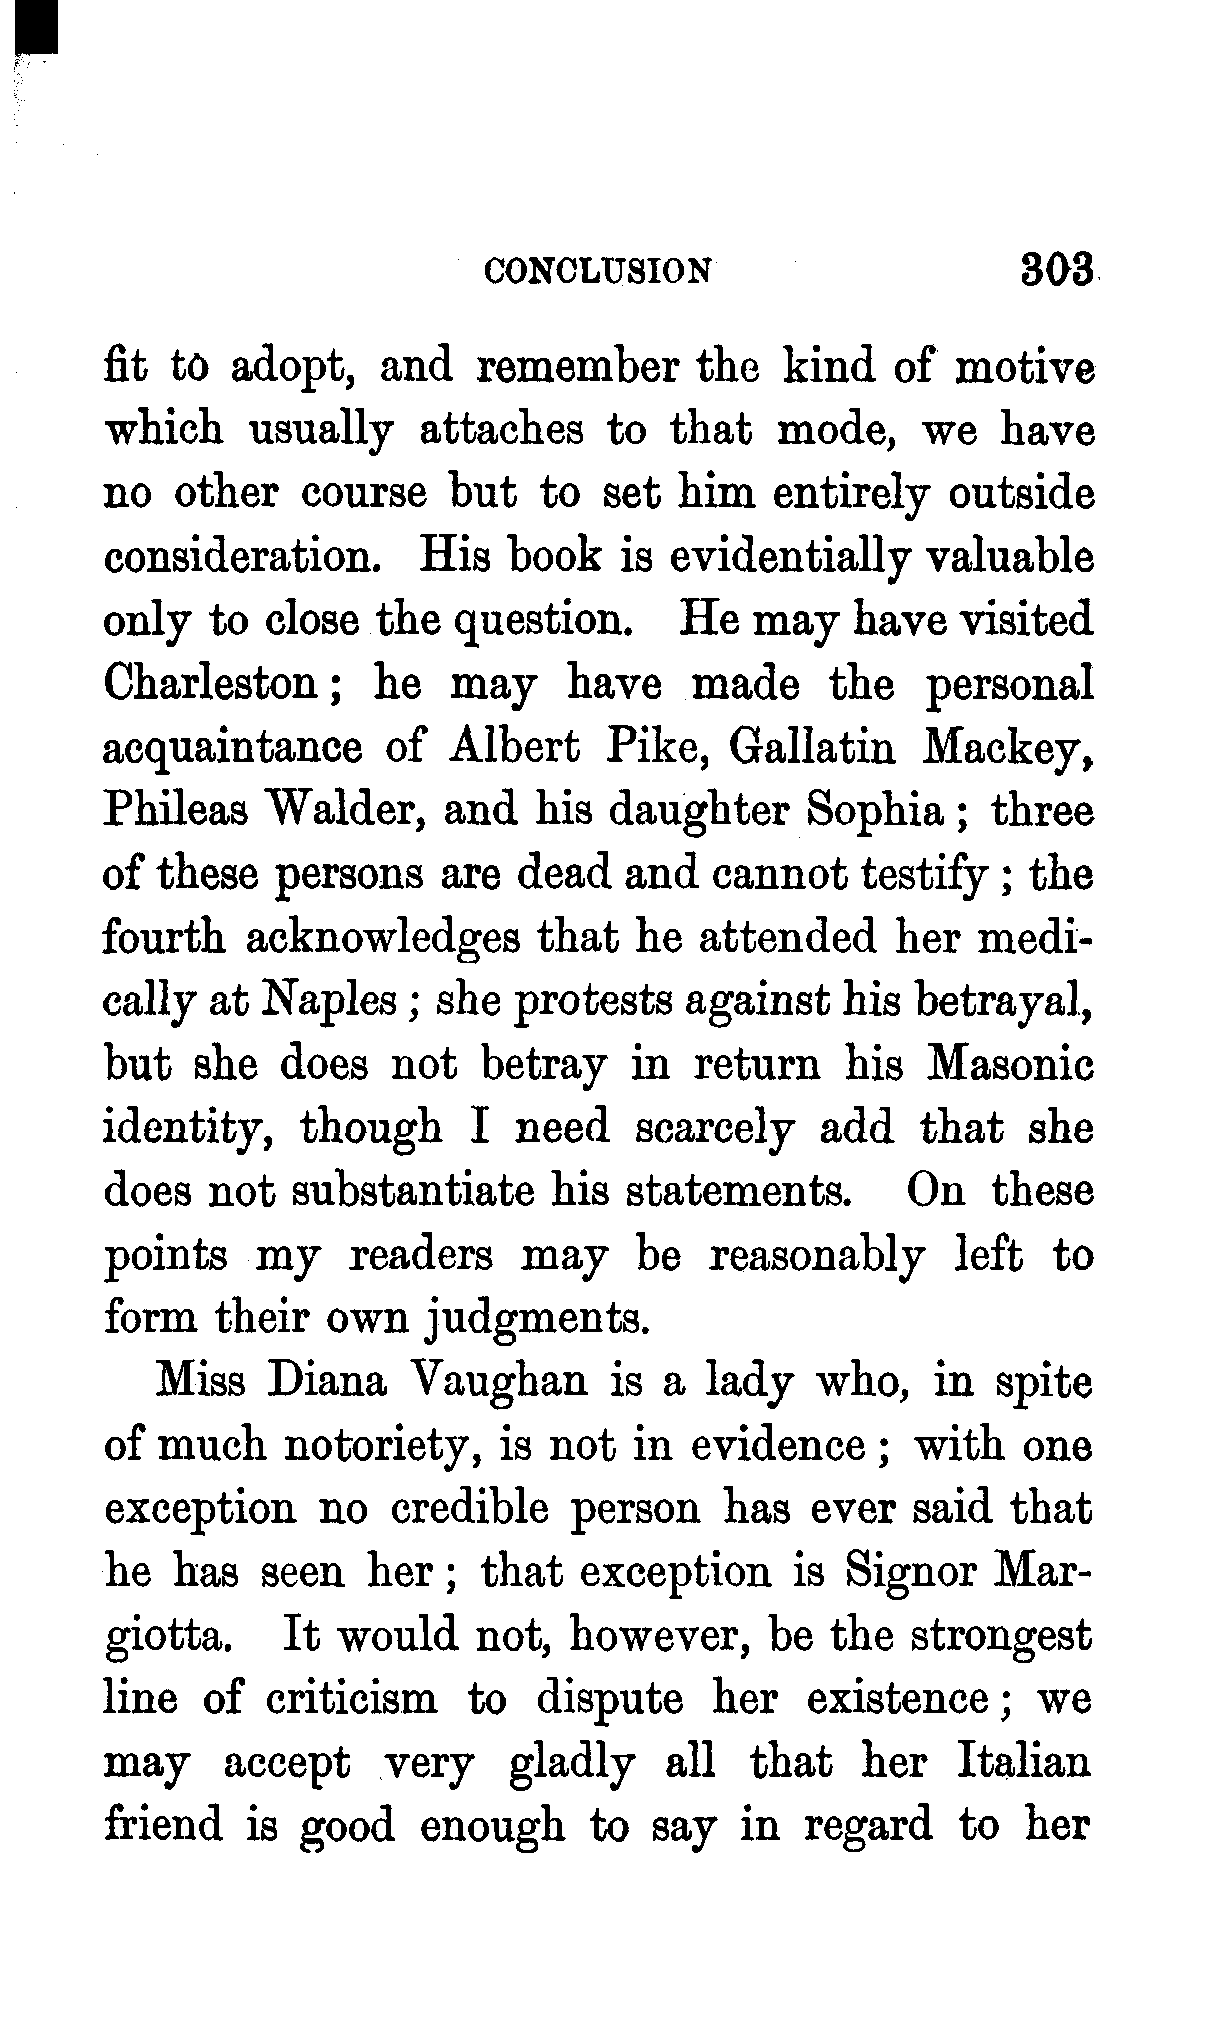 CONCLUSION 303
fit to adopt, and remember the kind of motive
which usually attaches to that mode, we have
no other course but to set him entirely outside
consideration. His book is evidentially valuable
only to close the question. He may have visited
Charleston ; he may have made the personal
acquaintance of Albert Pike, Gallatin Mackey,
Phileas Walder, and his daughter Sophia ; three
of these persons are dead and cannot testify ; the
fourth acknowledges that he attended her medi-
cally at Naples ; she protests against his betrayal,
but she does not betray in return his Masonic
identity, though I need scarcely add that she
does not substantiate his statements. On these
points my readers may be reasonably left to
form their own judgments.
Miss Diana Vaughan is a lady who, in spite
of much notoriety, is not in evidence ; with one
exception no credible person has ever said that
he has seen her ; that exception is Signor Mar-
giotta. It would not, however, be the strongest
line of criticism to dispute her existence ; we
may accept very gladly all that her Italian
friend is good enough to say in regard to her